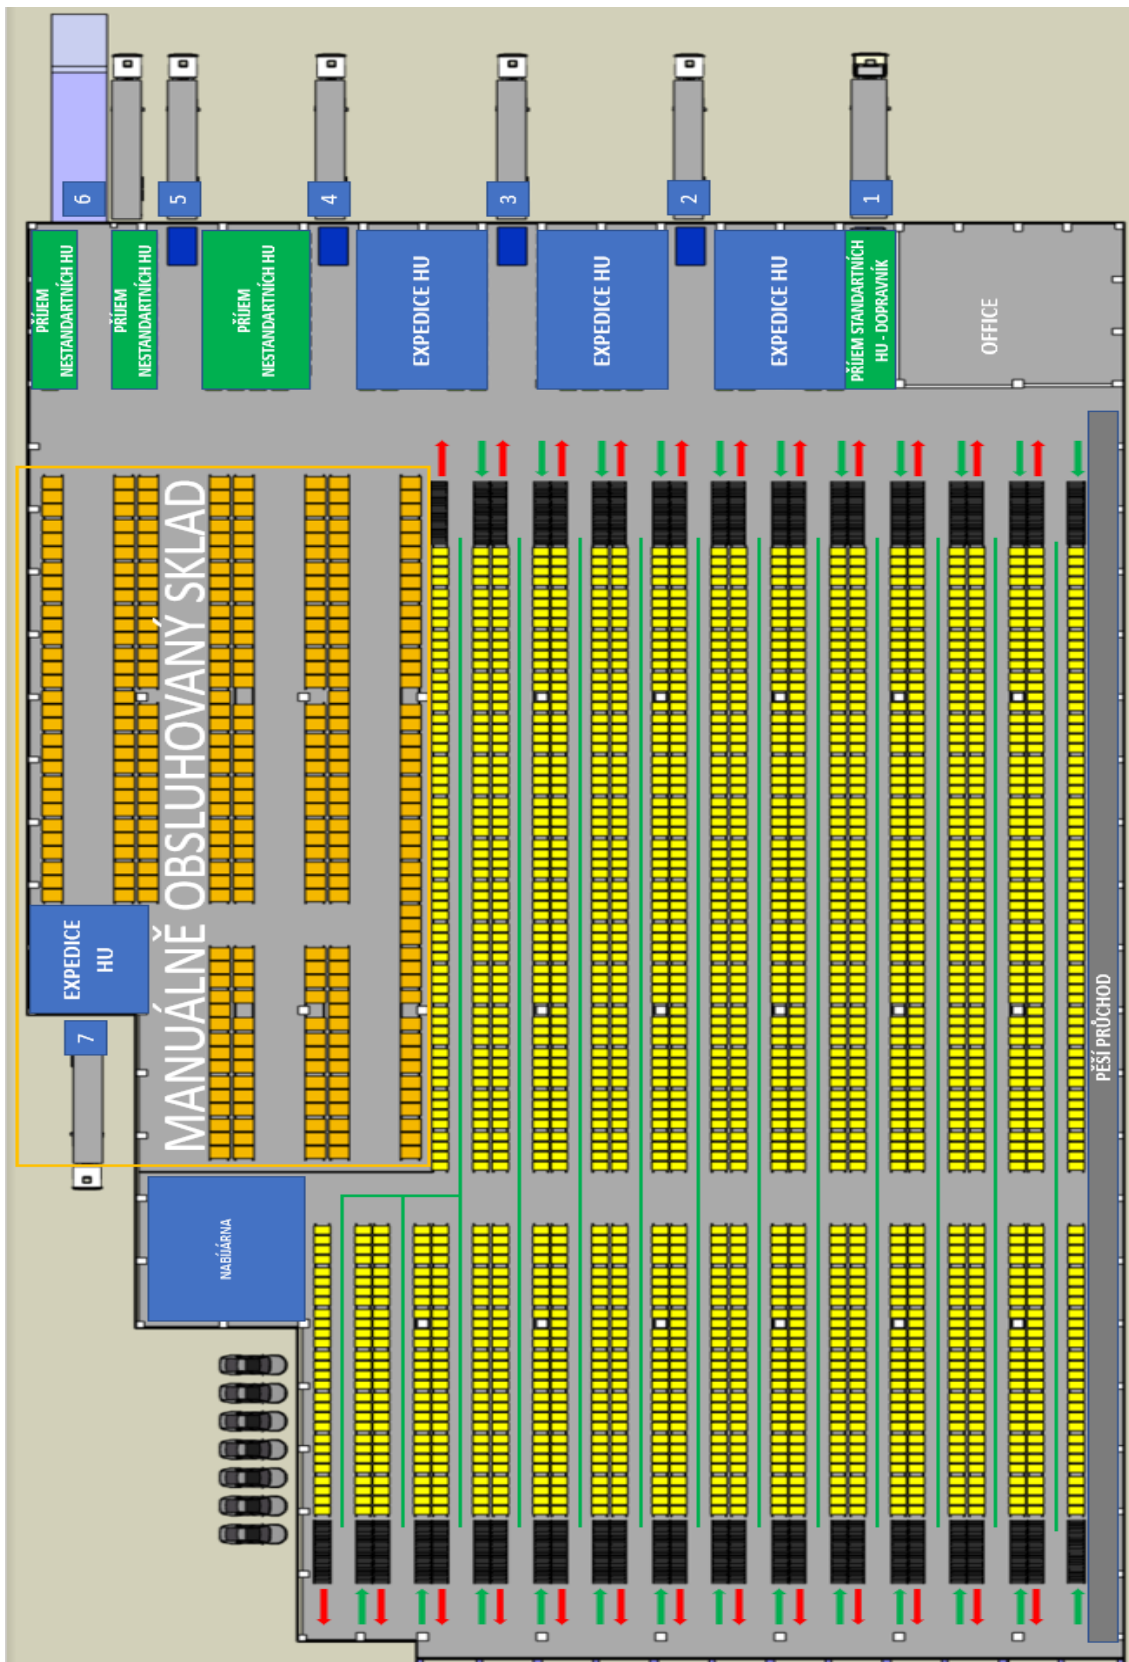 6
5
4
3
2
1
PŘÍJEM
NESTANDARTNÍCH HU
PŘÍJEM
NESTANDARTNÍCH HU
PŘÍJEM
NESTANDARTNÍCH HU
EXPEDICE HU
EXPEDICE HU
EXPEDICE HU
PŘÍJEM STANDARTNÍCH
HU - DOPRAVNÍK
OFFICE
MANUÁLNĚ OBSLUHOVANÝ SKLAD
EXPEDICE
HU
7
NABÍJÁRNA
PĚŠÍ PRŮCHOD